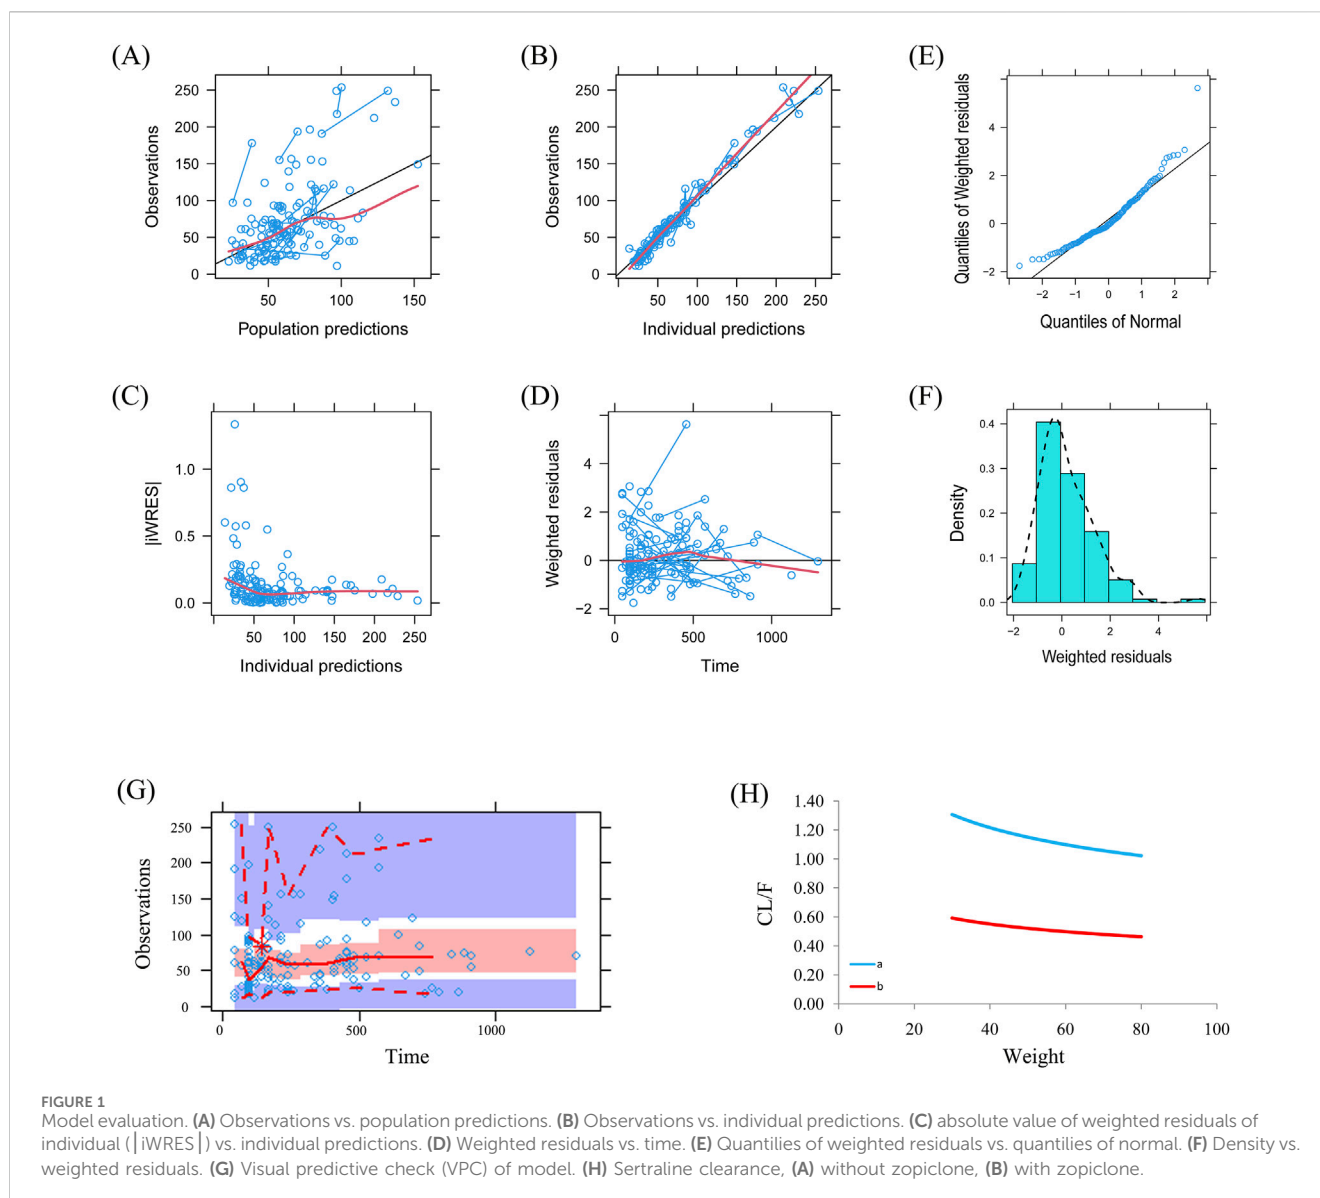 (A)
250
200
150
100
50
0
Observations
50 100 150
Population predictions
(B)
250
200
150
100
50
0
Observations
0 50 100 150 200 250
Individual predictions
(E)
4
2
0
−2
Quantiles of Weighted residuals
−2 −1 0 1 2
Quantiles of Normal
(C)
1.0
0.5
0.0
|iWRES|
50 100 150 200 250
Individual predictions
(D)
4
2
0
−2
Weighted residuals
0 500 1000
Time
(F)
0.4
0.3
0.2
0.1
0.0
Density
−2 0 2 4
Weighted residuals
(G)
250
200
150
100
50
0
Observations
0 500 1000
Time
(H)
1.40
1.20
1.00
0.80
0.60
0.40
0.20
0.00
CL/F
a
b
0 20 40 60 80 100
Weight
FIGURE 1
Model evaluation. (A) Observations vs. population predictions. (B) Observations vs. individual predictions. (C) absolute value of weighted residuals of
individual (│iWRES│) vs. individual predictions. (D) Weighted residuals vs. time. (E) Quantilies of weighted residuals vs. quantilies of normal. (F) Density vs.
weighted residuals. (G) Visual predictive check (VPC) of model. (H) Sertraline clearance, (A) without zopiclone, (B) with zopiclone.